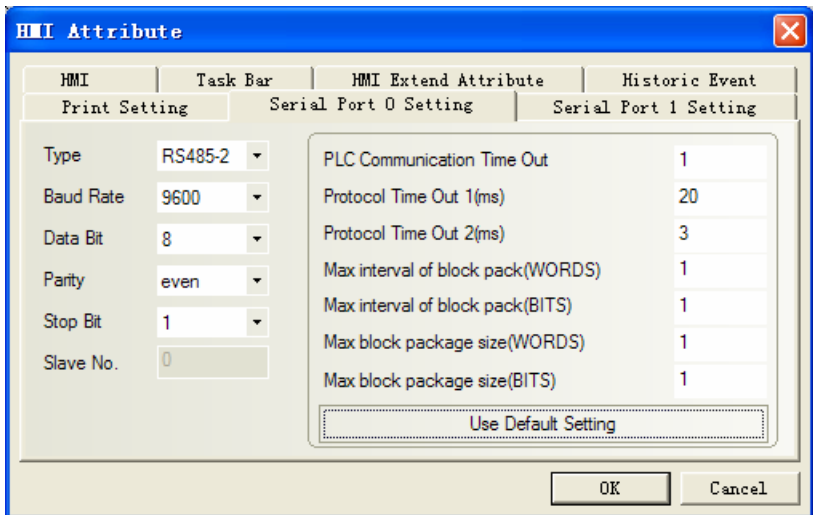 HMI Attribute
HMI Task Bar HMI Extend Attribute Historic Event
Print Setting Serial Port 0 Setting Serial Port 1 Setting
Type RS485-2
Baud Rate 9600
Data Bit 8
Parity even
Stop Bit 1
Slave No. 0
PLC Communication Time Out 1
Protocol Time Out 1(ms) 20
Protocol Time Out 2(ms) 3
Max interval of block pack(WORDS) 1
Max interval of block pack(BITS) 1
Max block package size(WORDS) 1
Max block package size(BITS) 1
Use Default Setting
OK Cancel